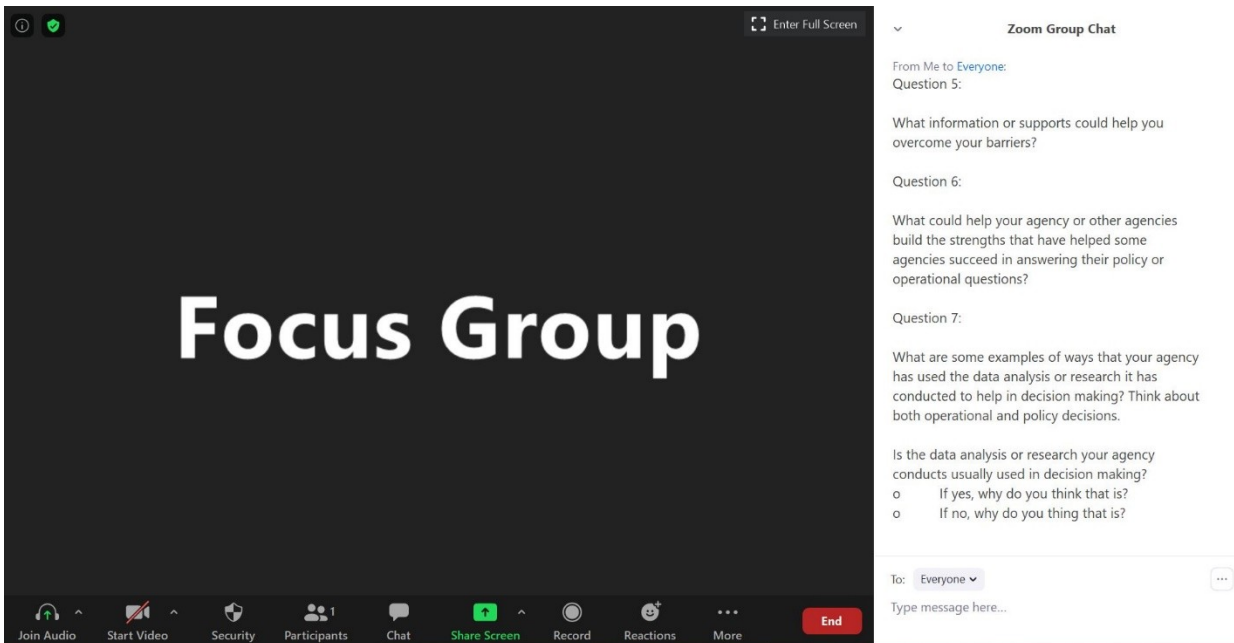 Enter Full Screen
Focus Group
Join Audio
Start Video
Security
Participants
1
Chat
Share Screen
Record
Reactions
More
End
Zoom Group Chat
From Me to Everyone:
Question 5:
What information or supports could help you
overcome your barriers?
Question 6:
What could help your agency or other agencies
build the strengths that have helped some
agencies succeed in answering their policy or
operational questions?
Question 7:
What are some examples of ways that your agency
has used the data analysis or research it has
conducted to help in decision making? Think about
both operational and policy decisions.
Is the data analysis or research your agency
conducts usually used in decision making?
o If yes, why do you think that is?
o If no, why do you thing that is?
To: Everyone
Type message here...